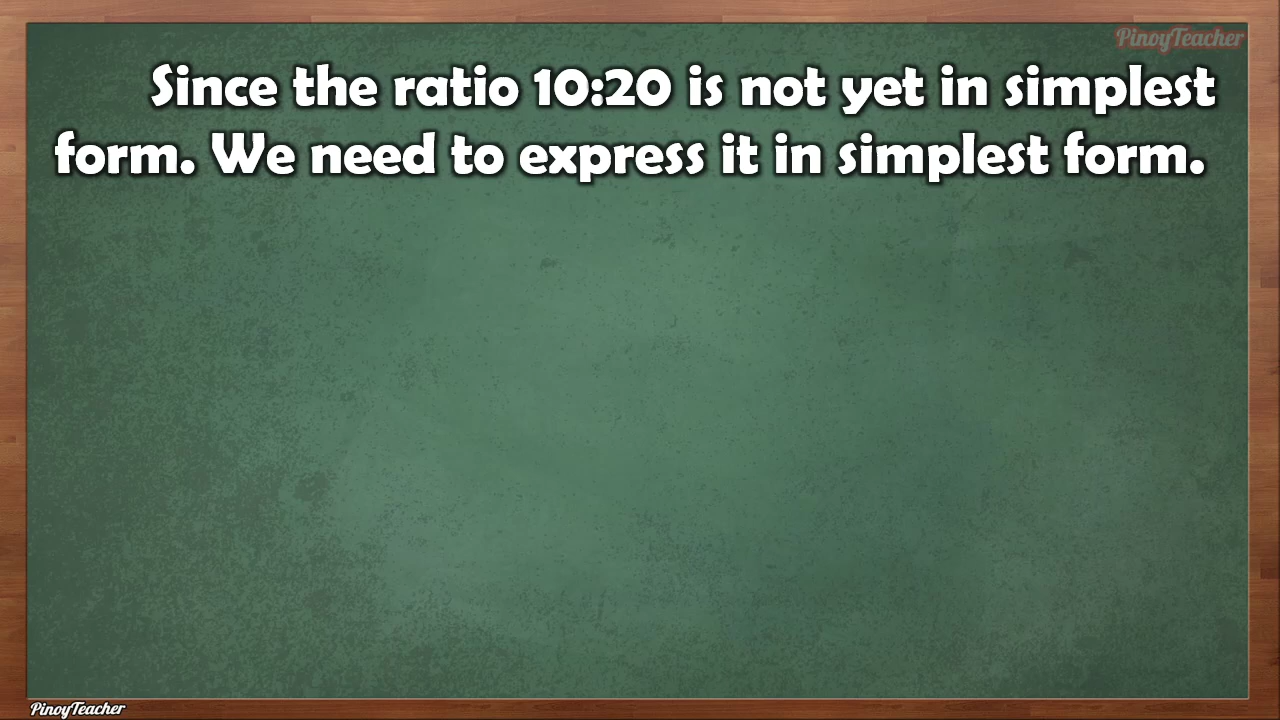 PinoyTeacher
Since the ratio 10:20 is not yet in simplest
form. We need to express it in simplest form.
PinoyTeacher